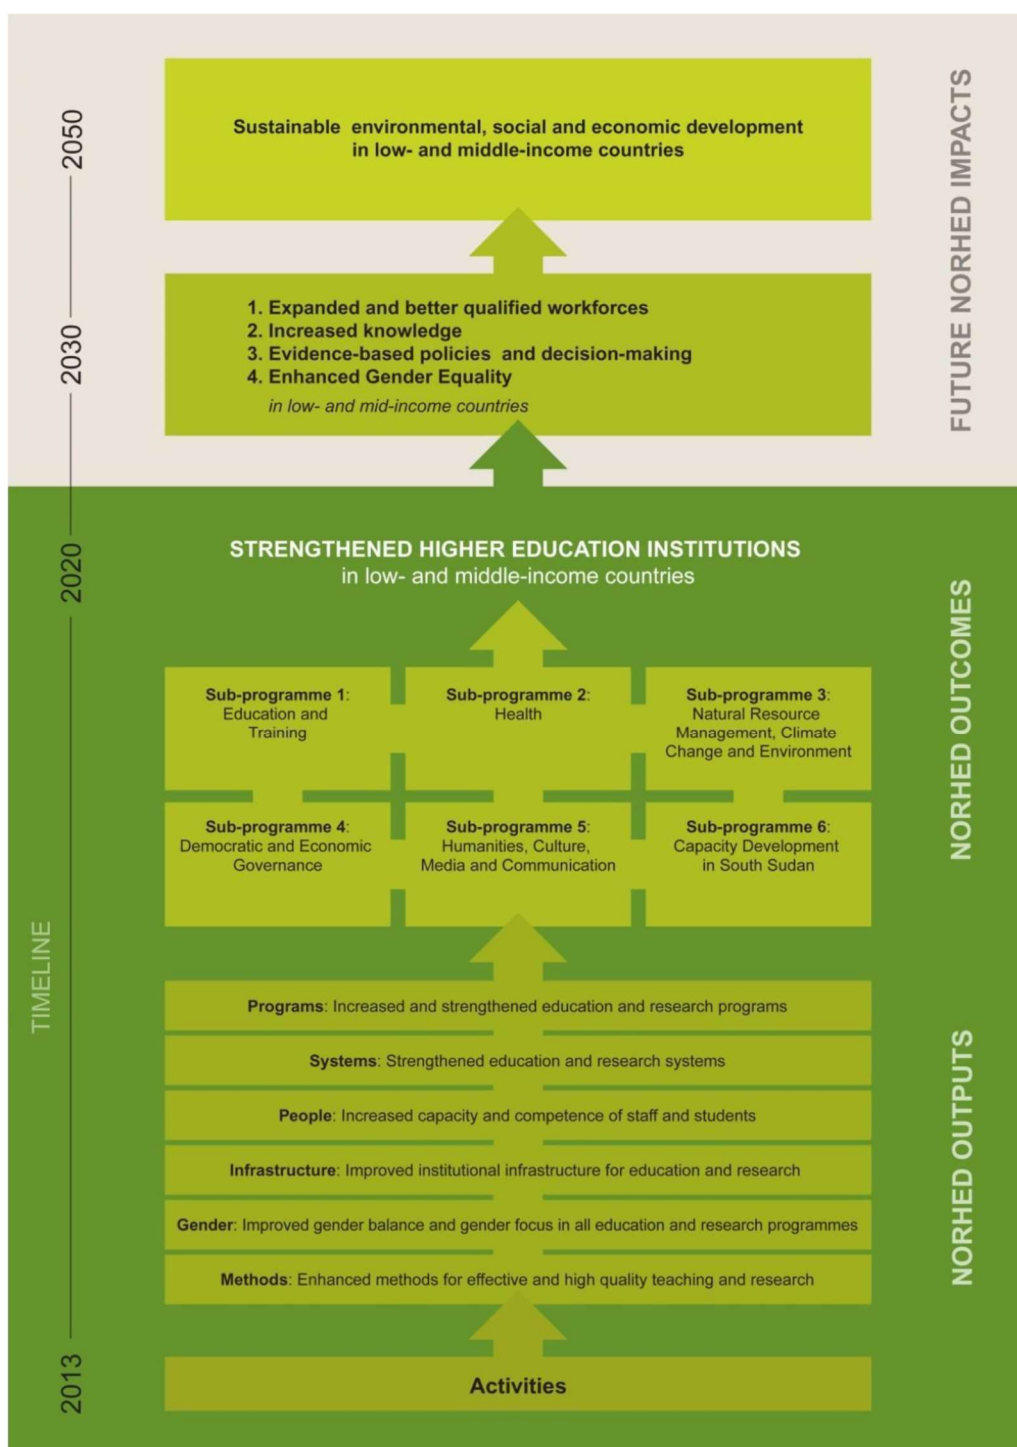 Sustainable environmental, social and economic development
in low- and middle-income countries
1. Expanded and better qualified workforces
2. Increased knowledge
3. Evidence-based policies and decision-making
4. Enhanced Gender Equality
in low- and mid-income countries
STRENGTHENED HIGHER EDUCATION INSTITUTIONS
in low- and middle-income countries
Sub-programme 1:
Education and
Training
Sub-programme 2:
Health
Sub-programme 3:
Natural Resource
Management, Climate
Change and Environment
Sub-programme 4:
Democratic and Economic
Governance
Sub-programme 5:
Humanities, Culture,
Media and Communication
Sub-programme 6:
Capacity Development
in South Sudan
Programs: Increased and strengthened education and research programs
Systems: Strengthened education and research systems
People: Increased capacity and competence of staff and students
Infrastructure: Improved institutional infrastructure for education and research
Gender: Improved gender balance and gender focus in all education and research programmes
Methods: Enhanced methods for effective and high quality teaching and research
Activities
TIMELINE
2050
2030
2020
2013
FUTURE NORHED IMPACTS
NORHED OUTCOMES
NORHED OUTPUTS